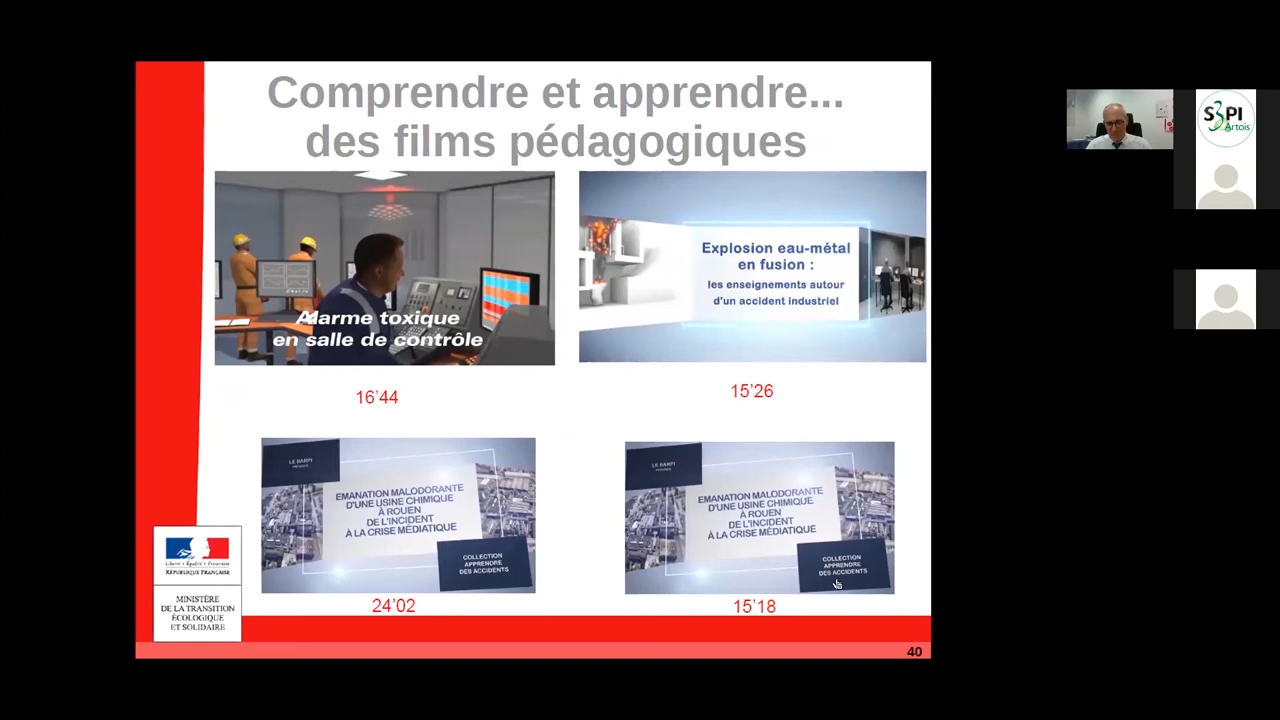 Comprendre et apprendre...
des films pédagogiques
Alarme toxique
en salle de contrôle
Explosion eau-métal
en fusion :
les enseignements autour
d'un accident industriel
16'44
15'26
LE BARPI
EMANATION MALODORANTE
D'UNE USINE CHIMIQUE
À ROUEN
DE L'INCIDENT
À LA CRISE MÉDIATIQUE
COLLECTION
APPRENDRE
DES ACCIDENTS
24'02
LE BARPI
EMANATION MALODORANTE
D'UNE USINE CHIMIQUE
À ROUEN
DE L'INCIDENT
À LA CRISE MÉDIATIQUE
COLLECTION
APPRENDRE
DES ACCIDENTS
15'18
Liberté • Égalité • Fraternité
RÉPUBLIQUE FRANÇAISE
MINISTÈRE
DE LA TRANSITION
ÉCOLOGIQUE
ET SOLIDAIRE
40
S3PI
Artois